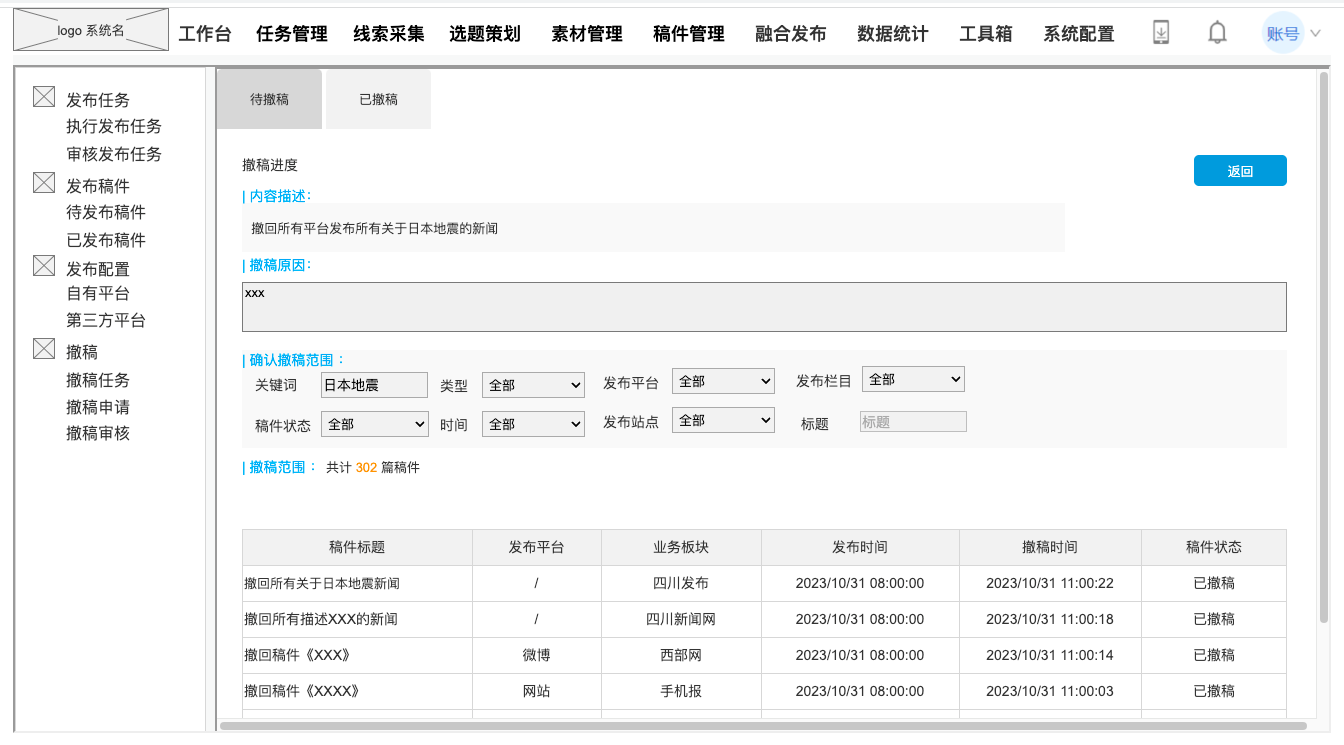 logo 系统名 工作台 任务管理 线索采集 选题策划 素材管理 稿件管理 融合发布 数据统计 工具箱 系统配置 账号
发布任务
执行发布任务
审核发布任务
发布稿件
待发布稿件
已发布稿件
发布配置
自有平台
第三方平台
撤稿
撤稿任务
撤稿申请
撤稿审核
待撤稿 已撤稿
撤稿进度 返回
| 内容描述:
撤回所有平台发布所有关于日本地震的新闻
| 撤稿原因:
xxx
| 确认撤稿范围：
关键词 日本地震 类型 全部 发布平台 全部 发布栏目 全部
稿件状态 全部 时间 全部 发布站点 全部 标题 标题
| 撤稿范围： 共计 302 篇稿件
稿件标题 发布平台 业务板块 发布时间 撤稿时间 稿件状态
撤回所有关于日本地震新闻 / 四川发布 2023/10/31 08:00:00 2023/10/31 11:00:22 已撤稿
撤回所有描述XXX的新闻 / 四川新闻网 2023/10/31 08:00:00 2023/10/31 11:00:18 已撤稿
撤回稿件《XXX》 微博 西部网 2023/10/31 08:00:00 2023/10/31 11:00:14 已撤稿
撤回稿件《XXXX》 网站 手机报 2023/10/31 08:00:00 2023/10/31 11:00:03 已撤稿